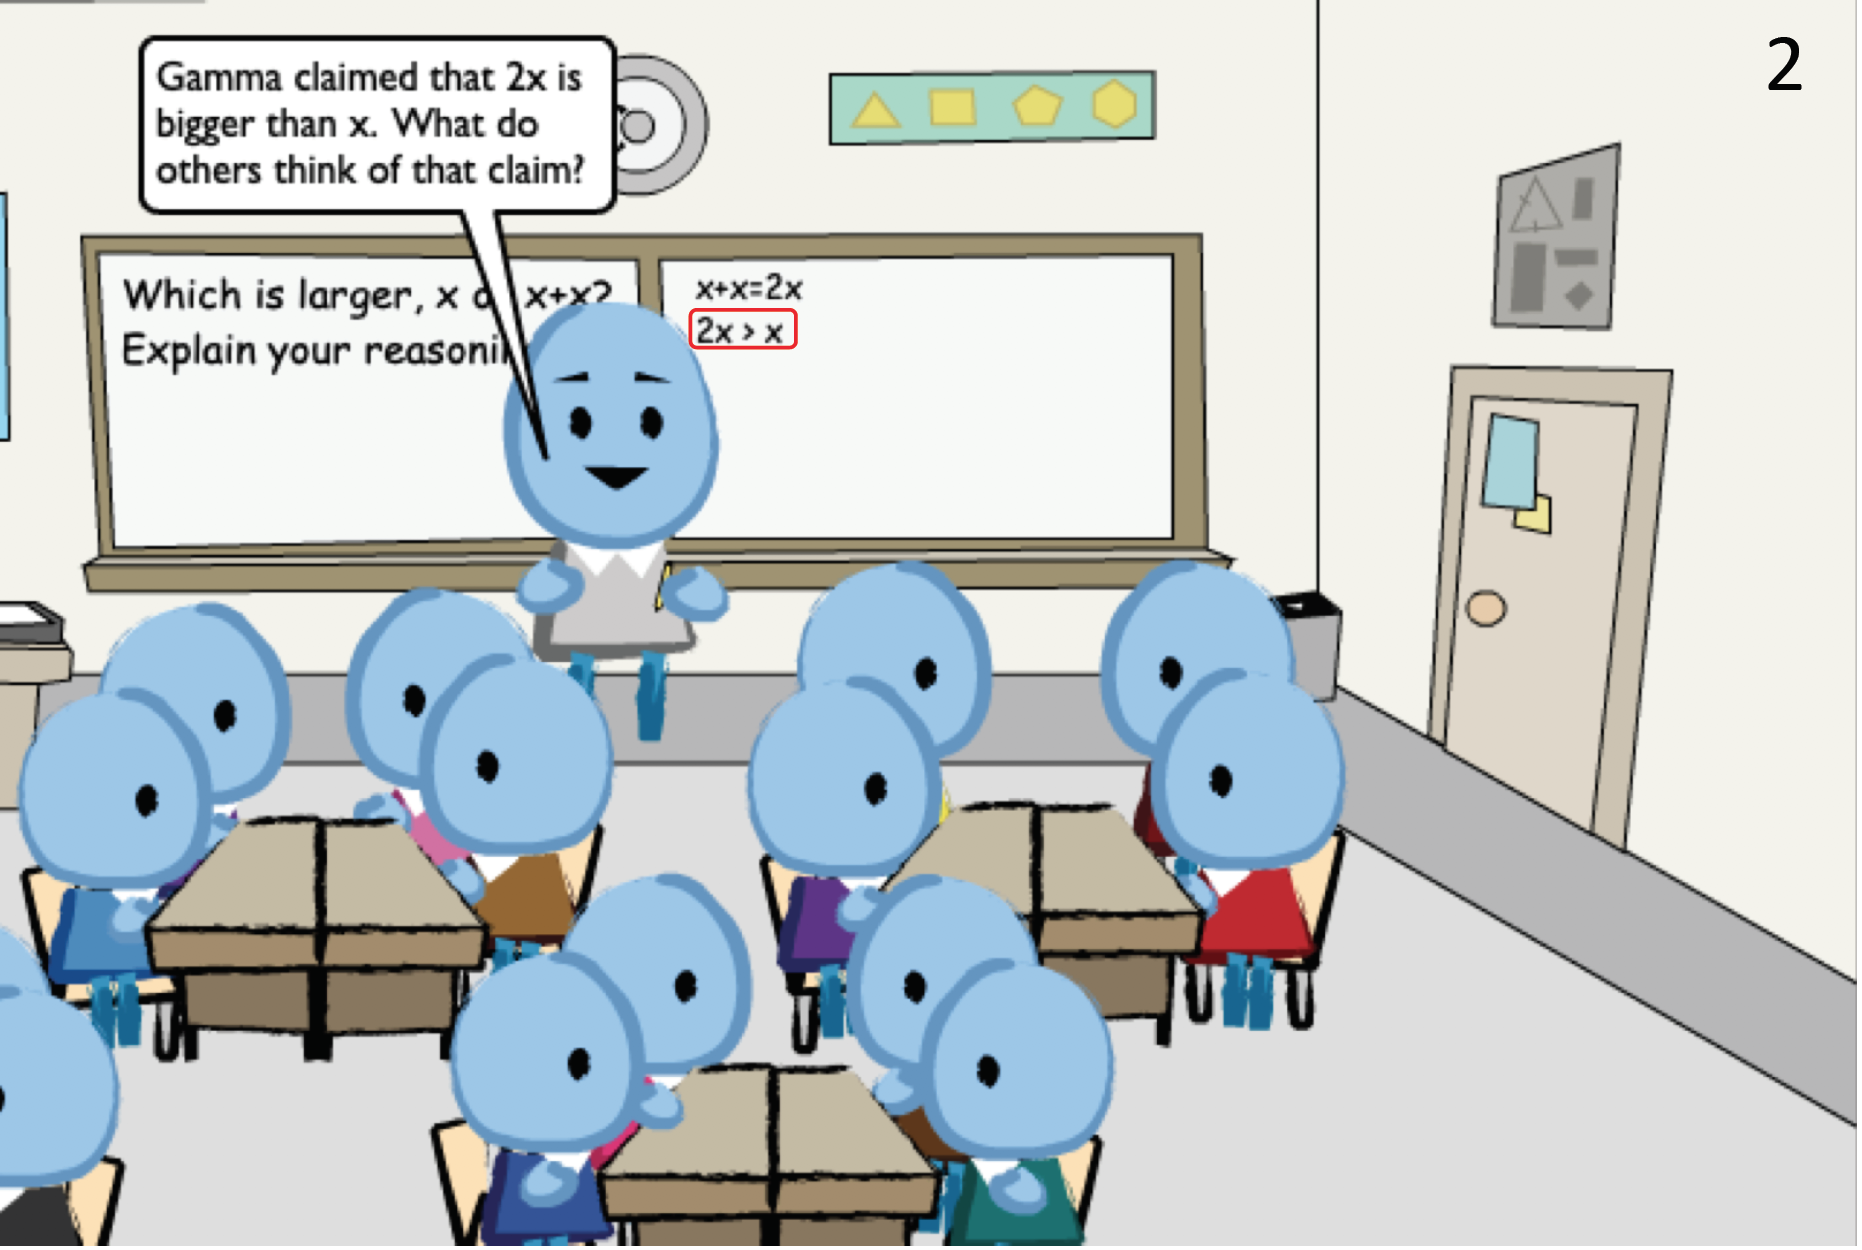 2
Gamma claimed that 2x is
bigger than x. What do
others think of that claim?
Which is larger, x or x+x?
Explain your
x+x=2x
2x > x